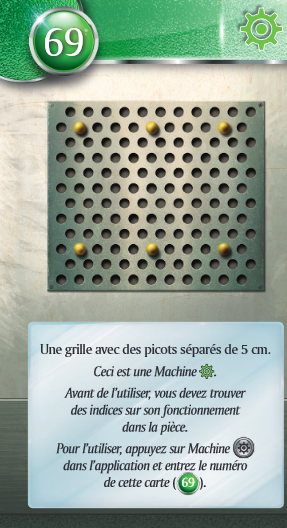 69
Une grille avec des picots séparés de 5 cm.
Ceci est une Machine.
Avant de l'utiliser, vous devez trouver
des indices sur son fonctionnement
dans la pièce.
Pour l'utiliser, appuyez sur Machine
dans l'application et entrez le numéro
de cette carte (69).